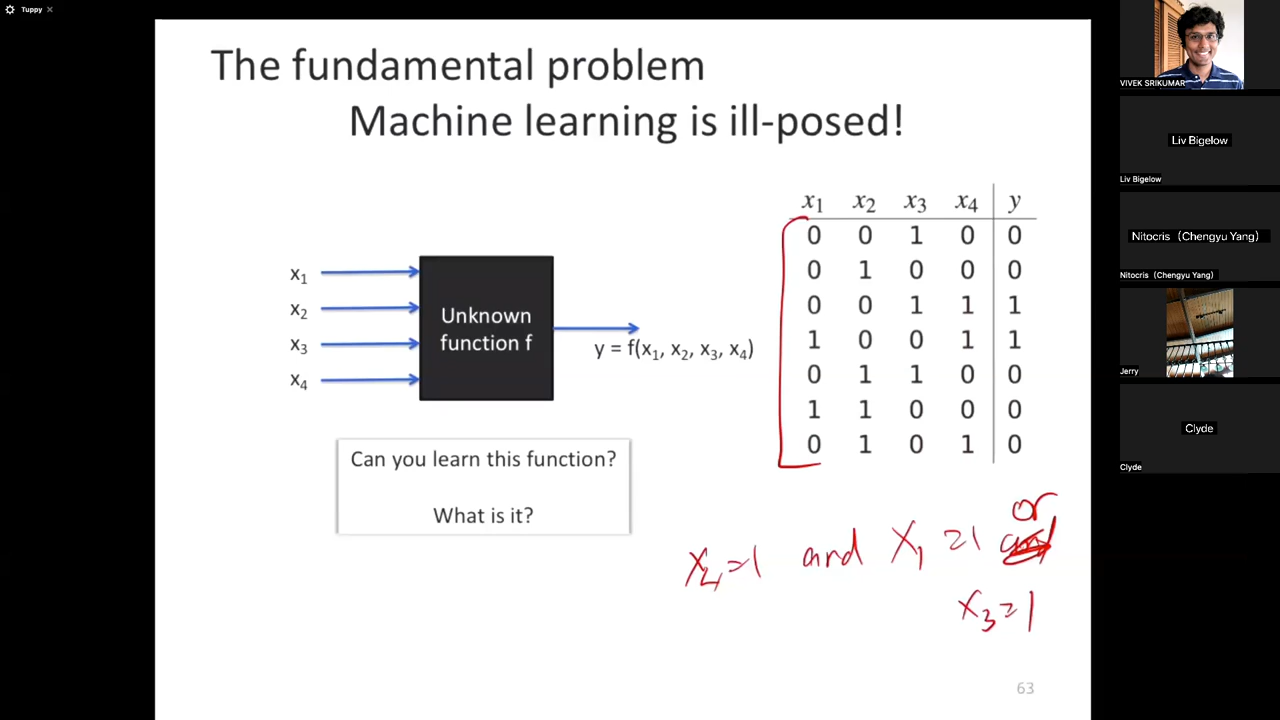 Tuppy
The fundamental problem
Machine learning is ill-posed!
x1
x2
x3
x4
Unknown
function f
y = f(x1, x2, x3, x4)
Can you learn this function?
What is it?
x1 x2 x3 x4 y
0 0 1 0 0
0 1 0 0 0
0 0 1 1 1
1 0 0 1 1
0 1 1 0 0
1 1 0 0 0
0 1 0 1 0
or
x4=1 and x1=1 and
x3=1
63
VIVEK SRIKUMAR
Liv Bigelow
Liv Bigelow
Nitocris（Chengyu Yang）
Nitocris（Chengyu Yang）
Jerry
Clyde
Clyde